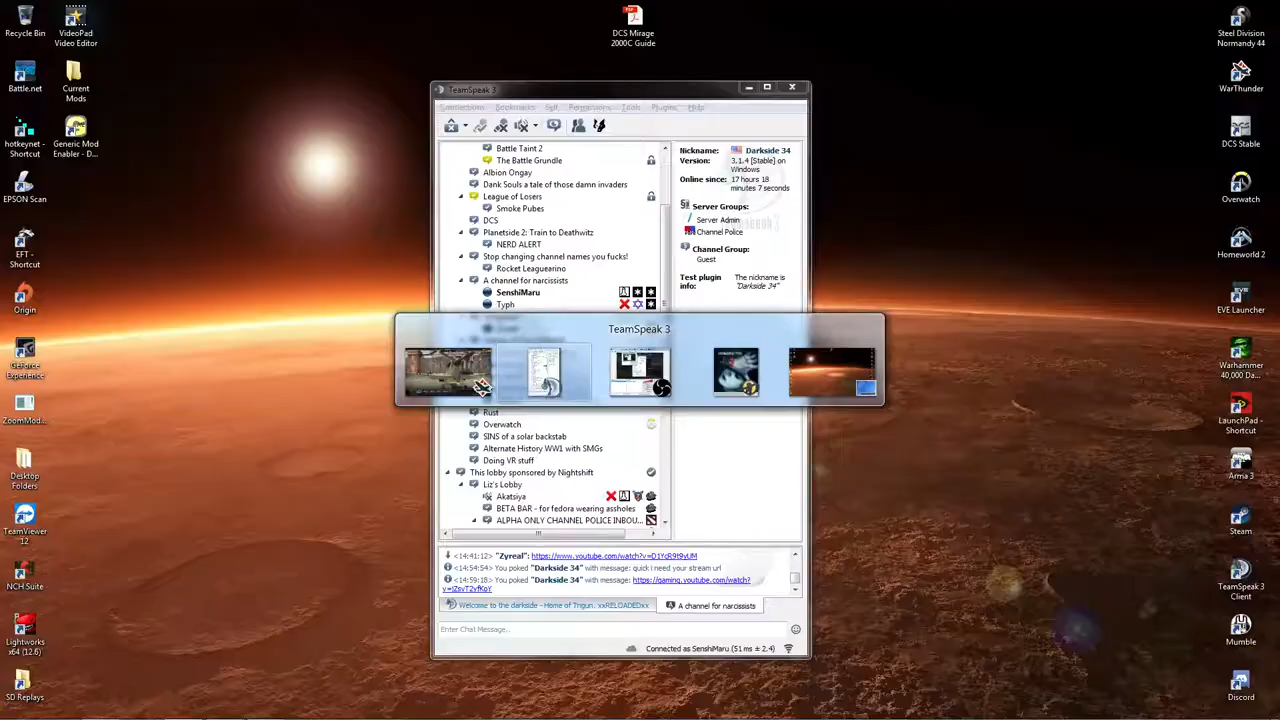 Recycle Bin
VideoPad
Video Editor
DCS Mirage
2000C Guide
Steel Division
Normandy 44
Battle.net
Current
Mods
WarThunder
hotkeynet -
Shortcut
Generic Mod
Enabler - D...
DCS Stable
EPSON Scan
Overwatch
EFT -
Shortcut
Homeworld 2
Origin
EVE Launcher
GeForce
Experience
Warhammer
40,000 Da...
ZoomMod...
LaunchPad -
Shortcut
Desktop
Folders
Arma 3
TeamViewer
12
Steam
NCH Suite
TeamSpeak 3
Client
Lightworks
x64 (12.6)
Mumble
SD Replays
Discord
TeamSpeak 3
Connections Bookmarks Self Permissions Tools Plugins Help
Battle Taint 2
The Battle Grundle
Albion Ongay
Dank Souls a tale of those damn invaders
League of Losers
Smoke Pubes
DCS
Planetside 2: Train to Deathwitz
NERD ALERT
Stop changing channel names you fucks!
Rocket Leaguearino
A channel for narcissists
SenshiMaru
Typh
Nickname: Darkside 34
Version: 3.1.4 [Stable] on
Windows
Online since: 17 hours 18
minutes 7 seconds
Server Groups:
Server Admin
Channel Police
Channel Group:
Guest
Test plugin The nickname is
info: "Darkside 34"
TeamSpeak 3
Rust
Overwatch
SINS of a solar backstab
Alternate History WW1 with SMGs
Doing VR stuff
This lobby sponsored by Nightshift
Liz's Lobby
Akatsiya
BETA BAR - for fedora wearing assholes
ALPHA ONLY CHANNEL POLICE INBOU...
<14:41:12> "Zyreal": https://www.youtube.com/watch?v=D1YcR9t9vUM
<14:54:54> You poked "Darkside 34" with message: quick i need your stream url
<14:59:18> You poked "Darkside 34" with message: https://gaming.youtube.com/watch?
v=sZsvT2vfKoY
Welcome to the darkside - Home of Trigun. xxRELOADEDxx
A channel for narcissists
Enter Chat Message...
Connected as SenshiMaru (51 ms ± 2.4)